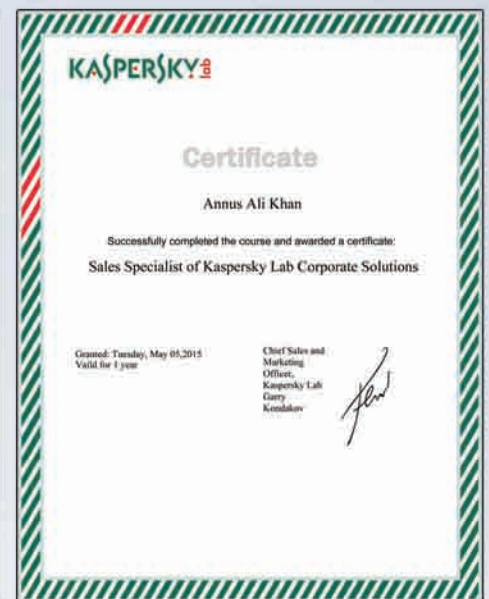 KASPERSKY lab
Certificate
Annus Ali Khan
Successfully completed the course and awarded a certificate:
Sales Specialist of Kaspersky Lab Corporate Solutions
Granted: Tuesday, May 05,2015
Valid for 1 year
Chief Sales and
Marketing
Officer,
Kaspersky Lab
Garry
Kondakov